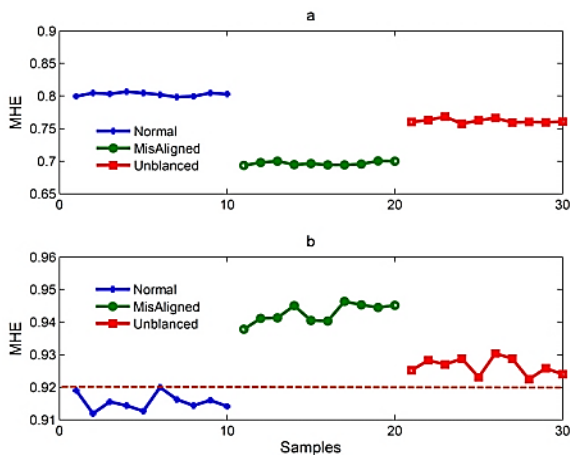 a
0.9
0.85
0.8
0.75
0.7
0.65
MHE
Normal
MisAligned
Unblanced
0
10
20
30
b
0.96
0.95
0.94
0.93
0.92
0.91
MHE
Normal
MisAligned
Unblanced
0
10
20
30
Samples